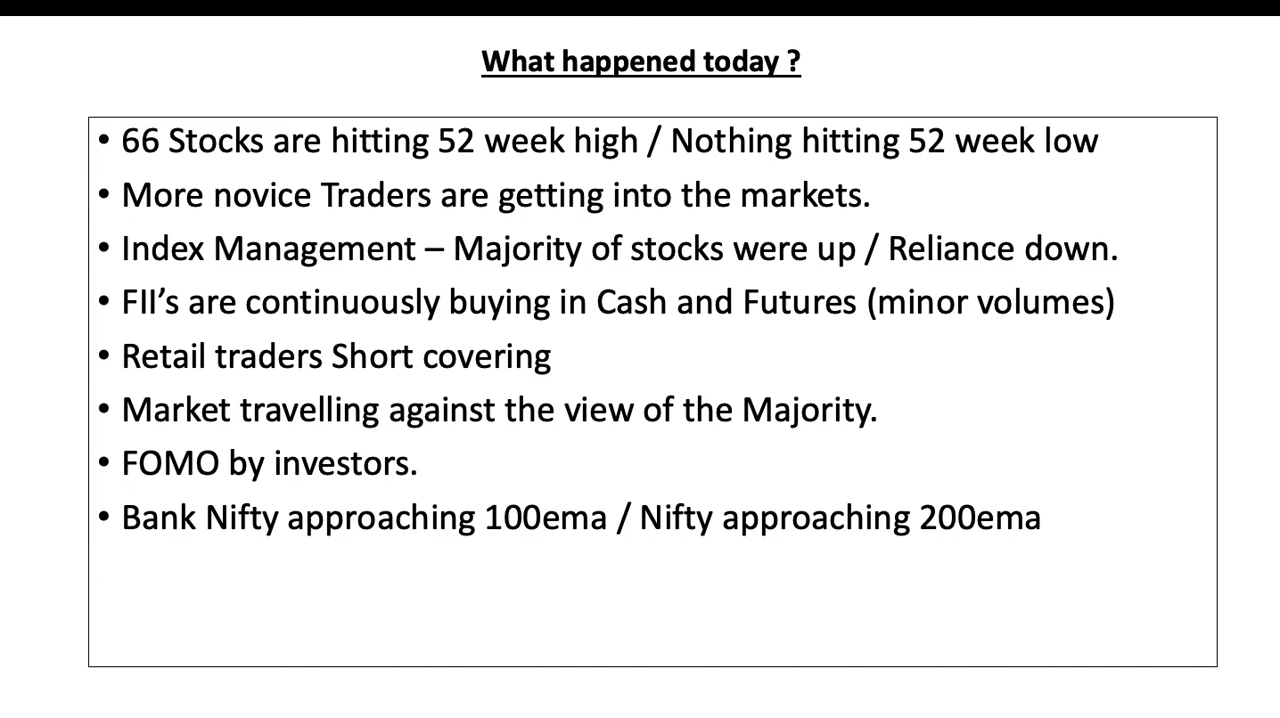 What happened today ?
• 66 Stocks are hitting 52 week high / Nothing hitting 52 week low
• More novice Traders are getting into the markets.
• Index Management – Majority of stocks were up / Reliance down.
• FII’s are continuously buying in Cash and Futures (minor volumes)
• Retail traders Short covering
• Market travelling against the view of the Majority.
• FOMO by investors.
• Bank Nifty approaching 100ema / Nifty approaching 200ema